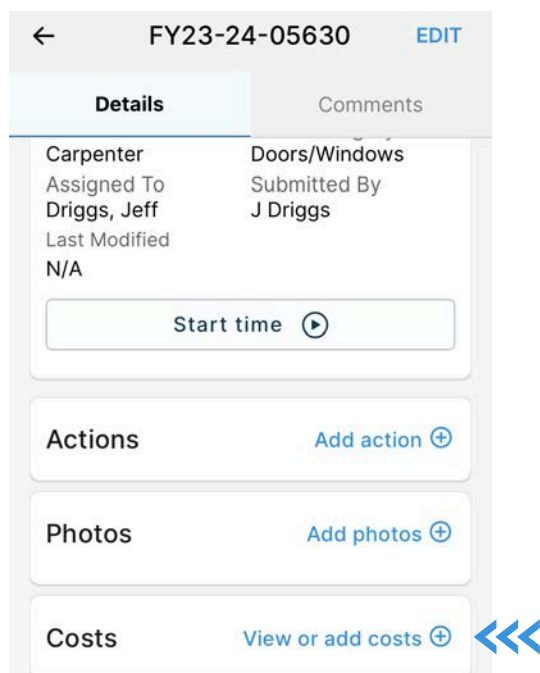 FY23-24-05630 EDIT
Details Comments
Carpenter Doors/Windows
Assigned To Submitted By
Driggs, Jeff J Driggs
Last Modified
N/A
Start time
Actions Add action
Photos Add photos
Costs View or add costs